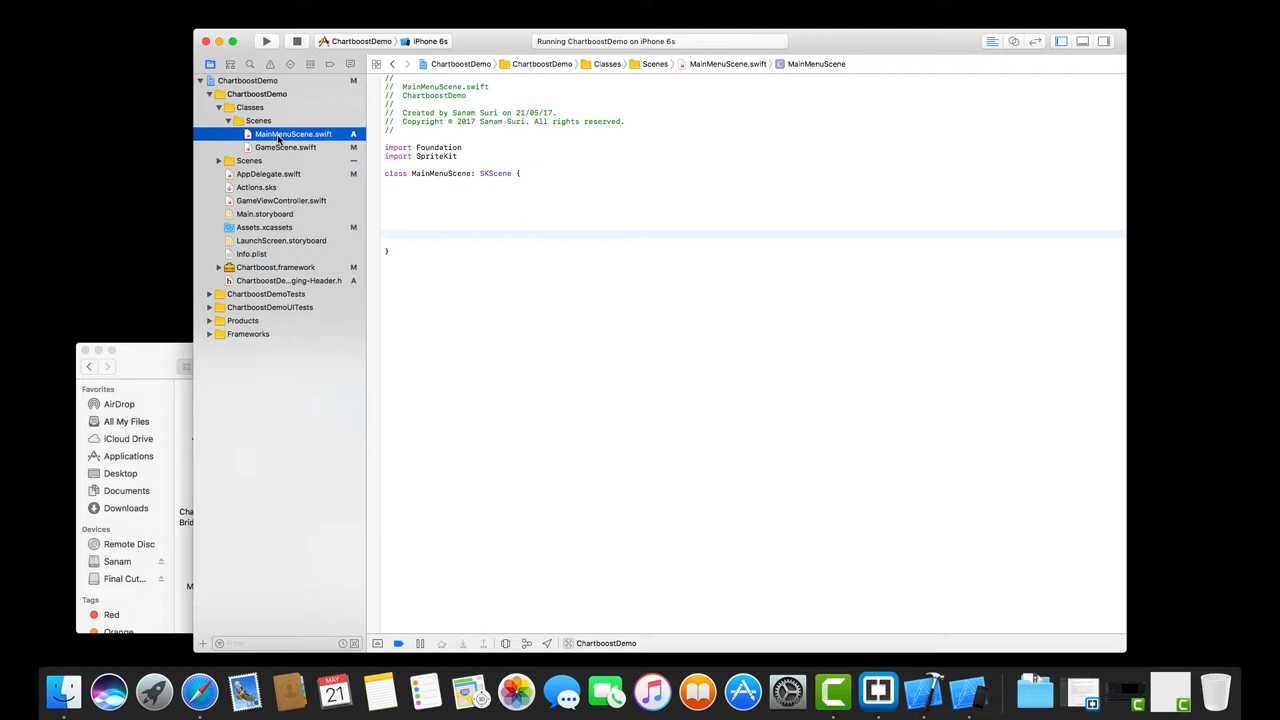 ChartboostDemo
iPhone 6s
Running ChartboostDemo on iPhone 6s
ChartboostDemo
ChartboostDemo
Classes
Scenes
MainMenuScene.swift
MainMenuScene
ChartboostDemo
ChartboostDemo
Classes
Scenes
MainMenuScene.swift A
GameScene.swift M
Scenes
AppDelegate.swift M
Actions.sks
GameViewController.swift
Main.storyboard
Assets.xcassets M
LaunchScreen.storyboard
Info.plist
Chartboost.framework M
ChartboostDe...ging-Header.h A
ChartboostDemoTests
ChartboostDemoUITests
Products
Frameworks
Filter
//
// MainMenuScene.swift
// ChartboostDemo
//
// Created by Sanam Suri on 21/05/17.
// Copyright © 2017 Sanam Suri. All rights reserved.
//
import Foundation
import SpriteKit
class MainMenuScene: SKScene {
}
ChartboostDemo
Favorites
AirDrop
All My Files
iCloud Drive
Applications
Desktop
Documents
Downloads
Devices
Remote Disc
Sanam
Final Cut...
Tags
Red
Orange
Cha
Brid
M
MAY
21